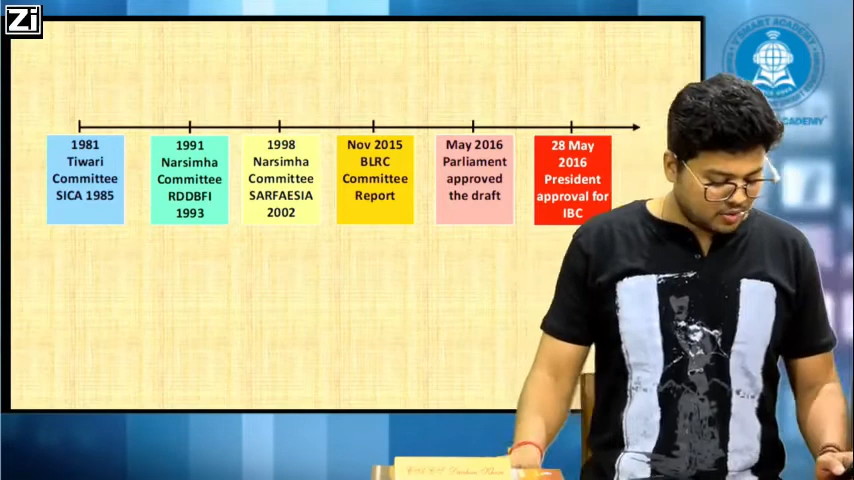 Zi
1981
Tiwari
Committee
SICA 1985
1991
Narsimha
Committee
RDDBFI
1993
1998
Narsimha
Committee
SARFAESIA
2002
Nov 2015
BLRC
Committee
Report
May 2016
Parliament
approved
the draft
28 May
2016
President
approval for
IBC
SMART ACADEMY